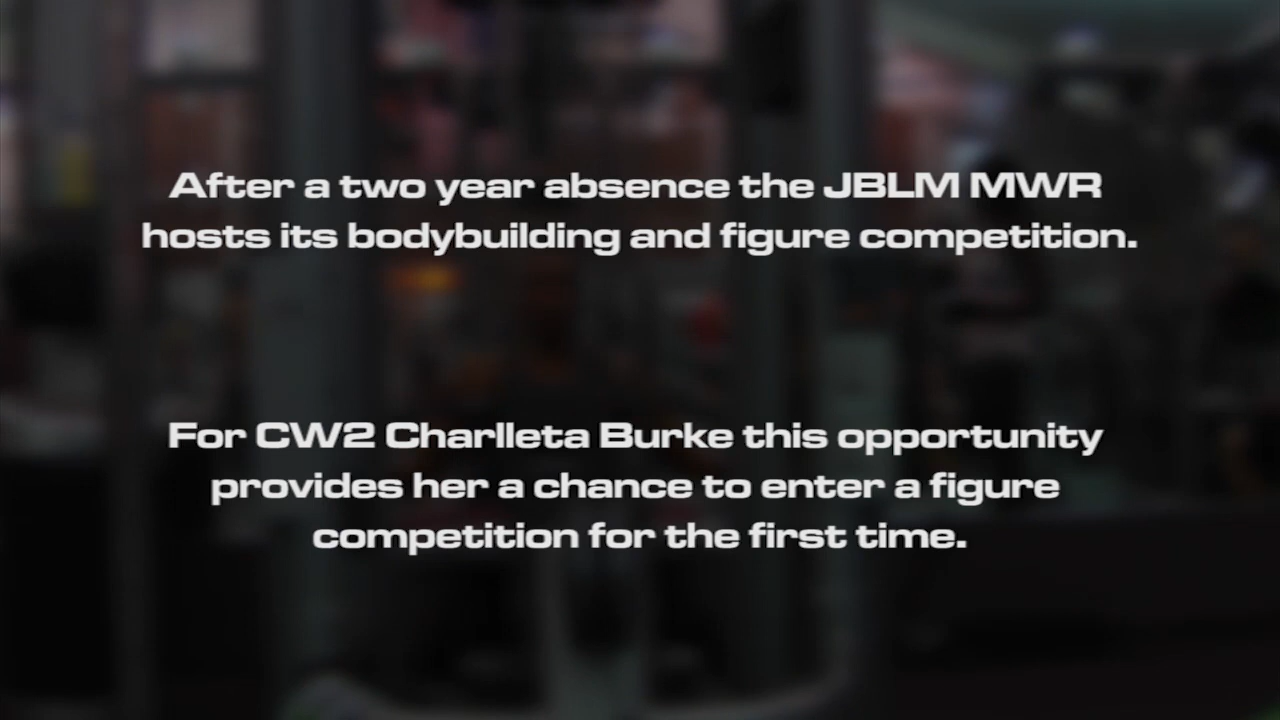 After a two year absence the JBLM MWR
hosts its bodybuilding and figure competition.
For CW2 Charlleta Burke this opportunity
provides her a chance to enter a figure
competition for the first time.